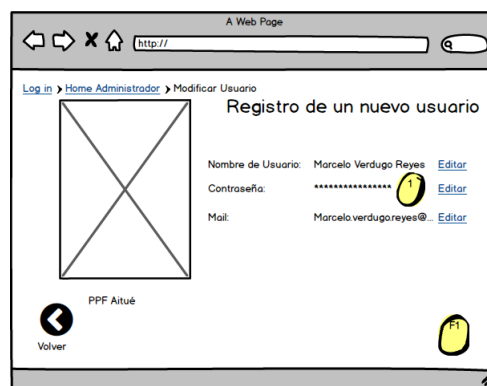 A Web Page
http://
Log in > Home Administrador > Modificar Usuario
Registro de un nuevo usuario
Nombre de Usuario: Marcelo Verdugo Reyes Editar
Contraseña: **************** 1 Editar
Mail: Marcelo.verdugo.reyes@... Editar
PPF Aitué
Volver
F1